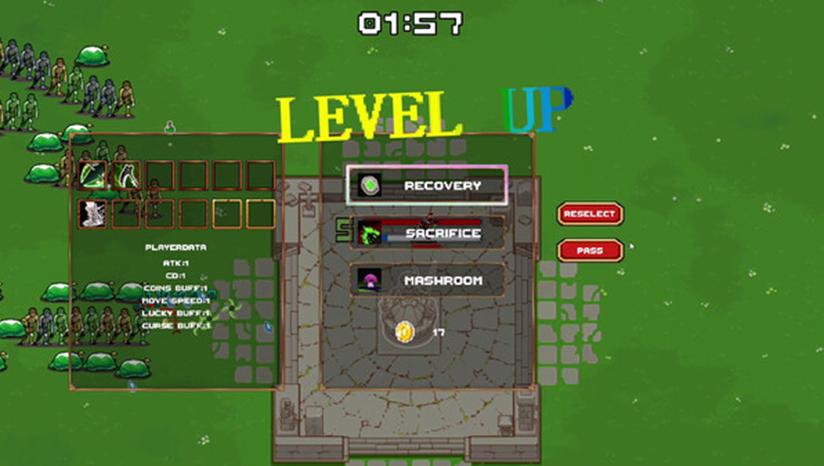 01:57
LEVEL UP
RECOVERY
RESELECT
5
SACRIFICE
PASS
MASHROOM
PLAYERDATA
ATK:1
CD:1
COINS BUFF:1
MOVE SPEED:1
LUCKY BUFF:1
CURSE BUFF:1
17